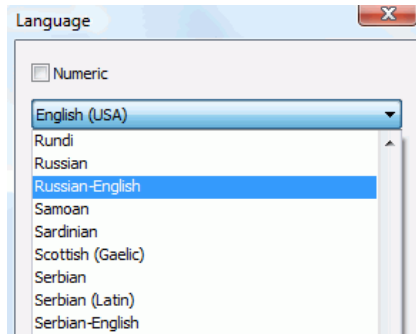 Language
Numeric
English (USA)
Rundi
Russian
Russian-English
Samoan
Sardinian
Scottish (Gaelic)
Serbian
Serbian (Latin)
Serbian-English